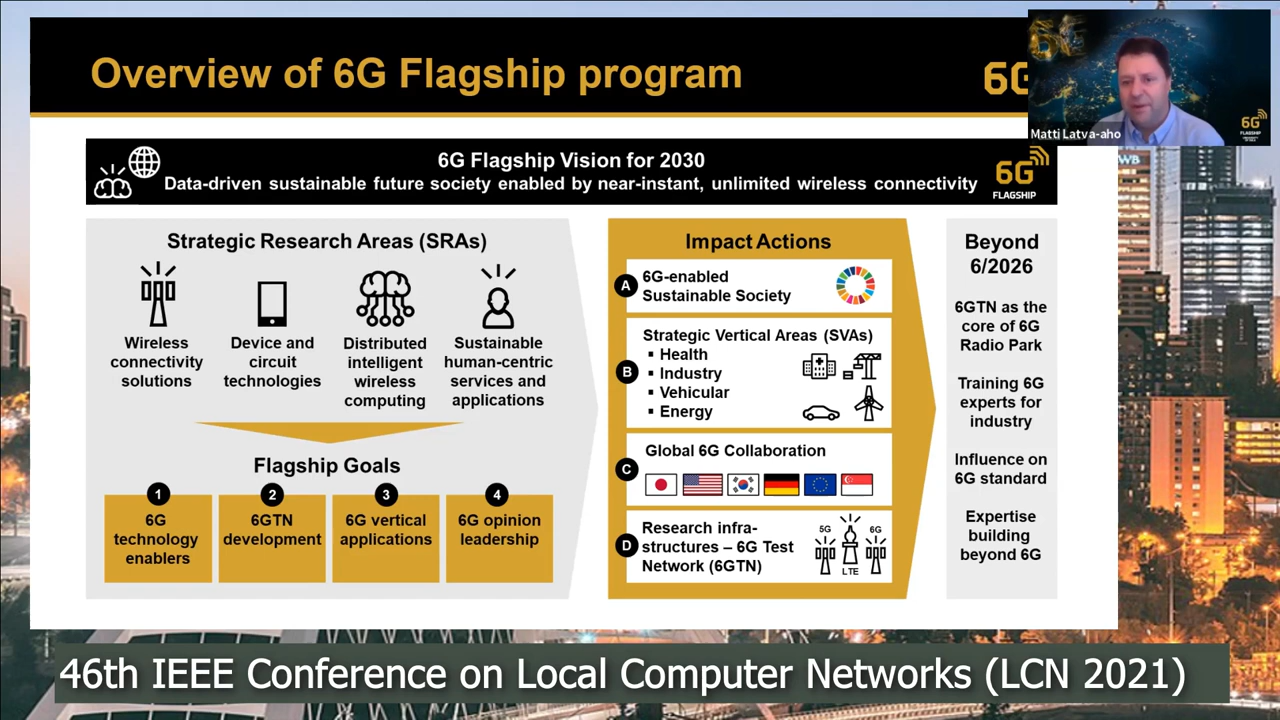 Overview of 6G Flagship program
6G
6G
Matti Latva-aho
6G
FLAGSHIP
6G Flagship Vision for 2030
Data-driven sustainable future society enabled by near-instant, unlimited wireless connectivity
6G
FLAGSHIP
Strategic Research Areas (SRAs)
Wireless
connectivity
solutions
Device and
circuit
technologies
Distributed
intelligent
wireless
computing
Sustainable
human-centric
services and
applications
Flagship Goals
1
6G
technology
enablers
2
6GTN
development
3
6G vertical
applications
4
6G opinion
leadership
Impact Actions
A
6G-enabled
Sustainable Society
B
Strategic Vertical Areas (SVAs)
▪ Health
▪ Industry
▪ Vehicular
▪ Energy
C
Global 6G Collaboration
D
Research infra-
structures – 6G Test
Network (6GTN)
5G
6G
LTE
Beyond
6/2026
6GTN as the
core of 6G
Radio Park
Training 6G
experts for
industry
Influence on
6G standard
Expertise
building
beyond 6G
WB
46th IEEE Conference on Local Computer Networks (LCN 2021)